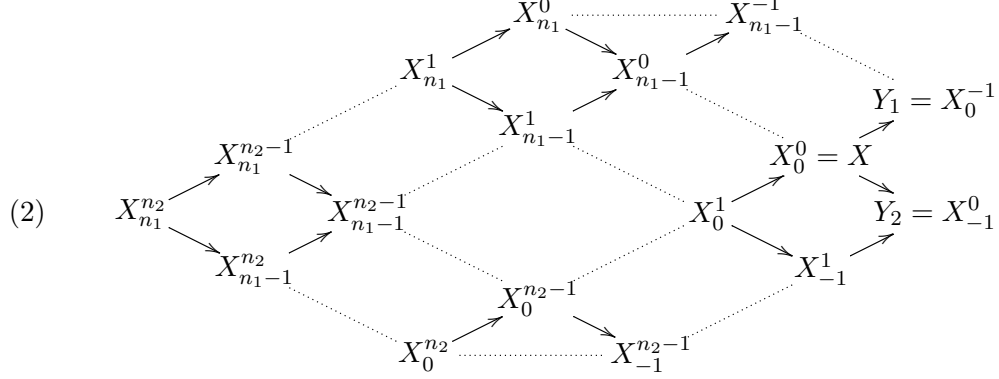 X_{n_1}^0 X_{n_1-1}^{-1}
X_{n_1}^1 X_{n_1-1}^0
Y_1 = X_0^{-1}
X_{n_1-1}^1
X_{n_1}^{n_2-1} X_0^0 = X
(2) X_{n_1}^{n_2} X_{n_1-1}^{n_2-1} X_0^1 Y_2 = X_{-1}^0
X_{n_1-1}^{n_2} X_{-1}^1
X_0^{n_2-1}
X_0^{n_2} X_{-1}^{n_2-1}